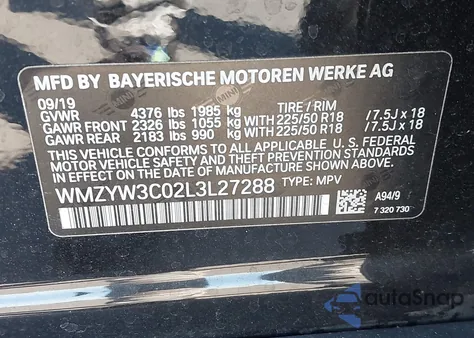 MFD BY BAYERISCHE MOTOREN WERKE AG
09/19 TIRE / RIM
GVWR 4376 lbs 1985 kg
GAWR FRONT 2326 lbs 1055 kg 225/50 R18 / 7.5J x 18
GAWR REAR 2183 lbs 990 kg 225/50 R18 / 7.5J x 18
THIS VEHICLE CONFORMS TO ALL APPLICABLE FEDERAL
MOTOR VEHICLE SAFETY, AND THEFT PREVENTION STANDARDS
IN EFFECT ON THE DATE OF MANUFACTURE SHOWN ABOVE.
WMZYW3C02L3L27288 TYPE: MPV
A94/9
7 320 730
MINI
autoSnap